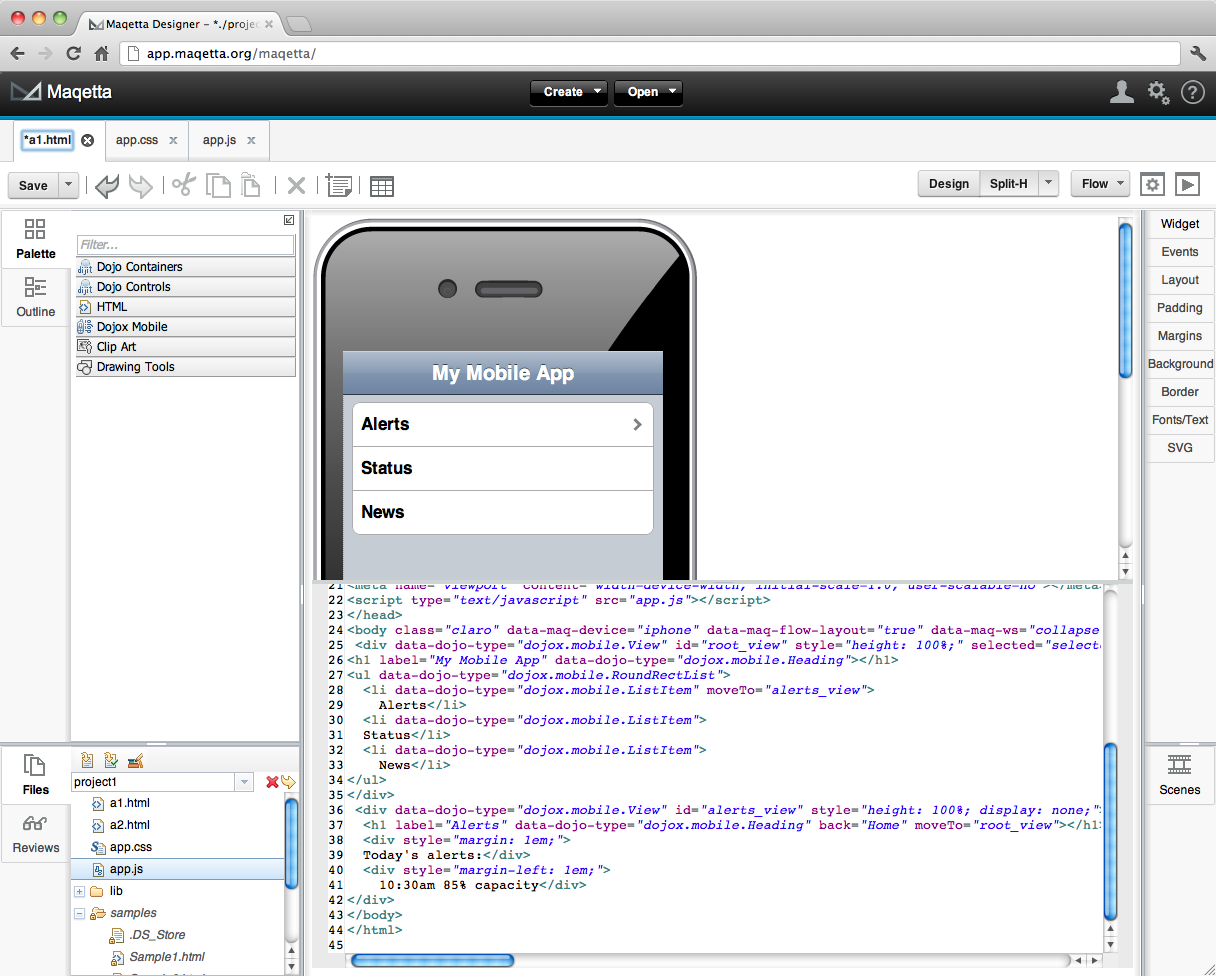 Maqetta Designer – *./projec
app.maqetta.org/maqetta/
Maqetta
Create
Open
*a1.html
app.css
app.js
Save
Design
Split-H
Flow
Palette
Outline
Filter...
Dojo Containers
Dojo Controls
HTML
Dojox Mobile
Clip Art
Drawing Tools
My Mobile App
Alerts
Status
News
Widget
Events
Layout
Padding
Margins
Background
Border
Fonts/Text
SVG
21 <meta name="viewport" content="width=device-width, initial-scale=1.0, user-scalable=no"></meta
22 <script type="text/javascript" src="app.js"></script>
23 </head>
24 <body class="claro" data-maq-device="iphone" data-maq-flow-layout="true" data-maq-ws="collapse
25 <div data-dojo-type="dojox.mobile.View" id="root_view" style="height: 100%;" selected="selecte
26 <h1 label="My Mobile App" data-dojo-type="dojox.mobile.Heading"></h1>
27 <ul data-dojo-type="dojox.mobile.RoundRectList">
28 <li data-dojo-type="dojox.mobile.ListItem" moveTo="alerts_view">
29 Alerts</li>
30 <li data-dojo-type="dojox.mobile.ListItem">
31 Status</li>
32 <li data-dojo-type="dojox.mobile.ListItem">
33 News</li>
34 </ul>
35 </div>
36 <div data-dojo-type="dojox.mobile.View" id="alerts_view" style="height: 100%; display: none;"
37 <h1 label="Alerts" data-dojo-type="dojox.mobile.Heading" back="Home" moveTo="root_view"></h1
38 <div style="margin: 1em;">
39 Today's alerts:</div>
40 <div style="margin-left: 1em;">
41 10:30am 85% capacity</div>
42 </div>
43 </body>
44 </html>
45
Files
Reviews
project1
a1.html
a2.html
app.css
app.js
lib
samples
.DS_Store
Sample1.html
Scenes